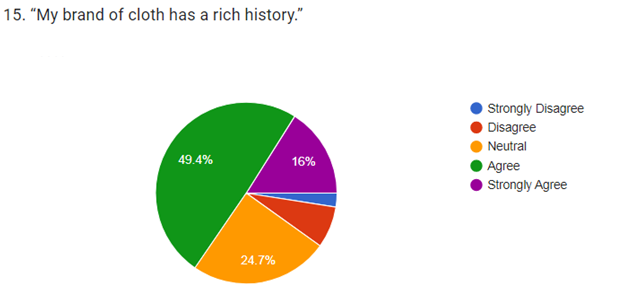 15. “My brand of cloth has a rich history.”
Strongly Disagree
Disagree
Neutral
Agree
Strongly Agree
49.4%
16%
24.7%